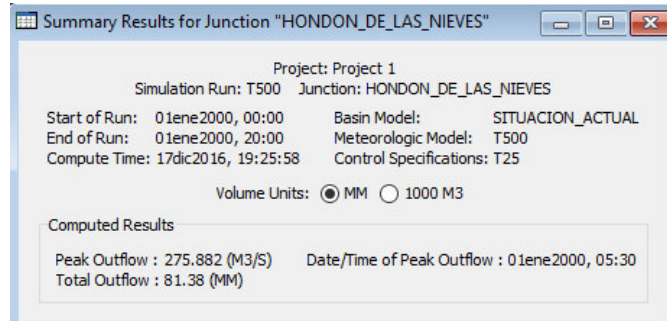 Summary Results for Junction "HONDON_DE_LAS_NIEVES"
Project: Project 1
Simulation Run: T500 Junction: HONDON_DE_LAS_NIEVES
Start of Run: 01ene2000, 00:00 Basin Model: SITUACION_ACTUAL
End of Run: 01ene2000, 20:00 Meteorologic Model: T500
Compute Time: 17dic2016, 19:25:58 Control Specifications: T25
Volume Units: MM 1000 M3
Computed Results
Peak Outflow : 275.882 (M3/S) Date/Time of Peak Outflow : 01ene2000, 05:30
Total Outflow : 81.38 (MM)